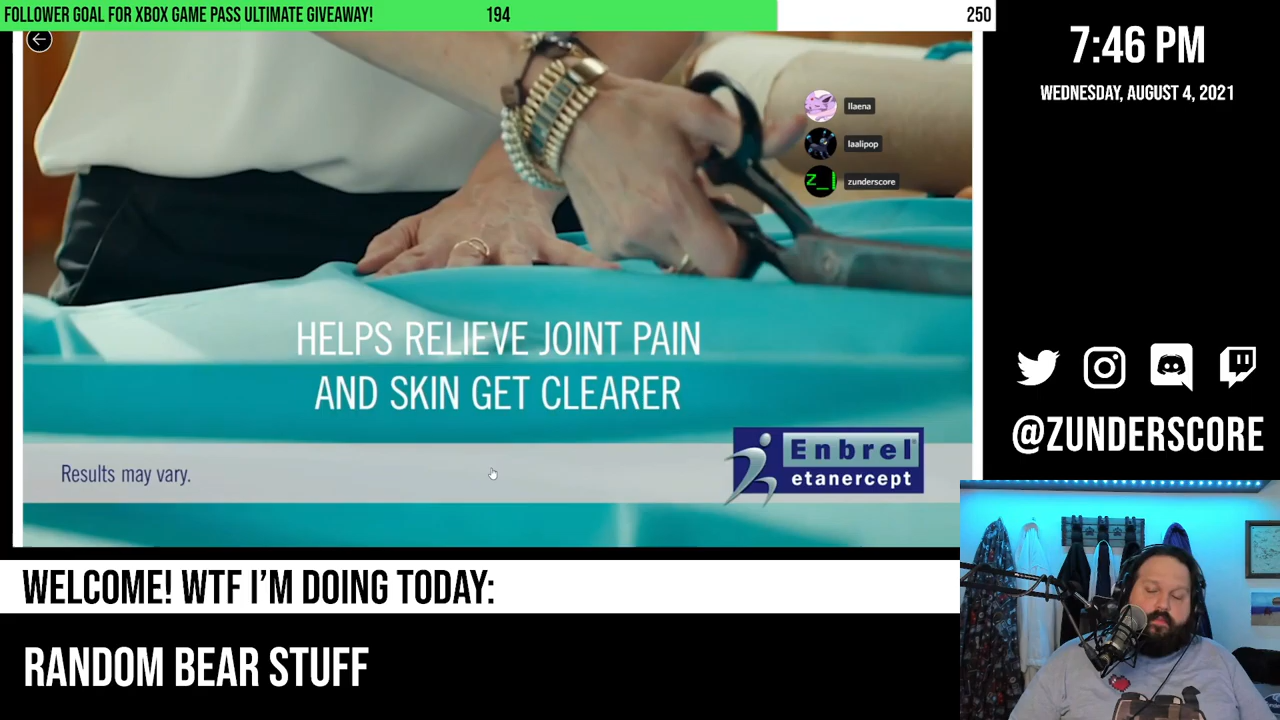 FOLLOWER GOAL FOR XBOX GAME PASS ULTIMATE GIVEAWAY! 194 250
7:46 PM
WEDNESDAY, AUGUST 4, 2021
llaena
laalipop
Z_
zunderscore
HELPS RELIEVE JOINT PAIN
AND SKIN GET CLEARER
Enbrel®
etanercept
Results may vary.
@ZUNDERSCORE
WELCOME! WTF I'M DOING TODAY:
RANDOM BEAR STUFF